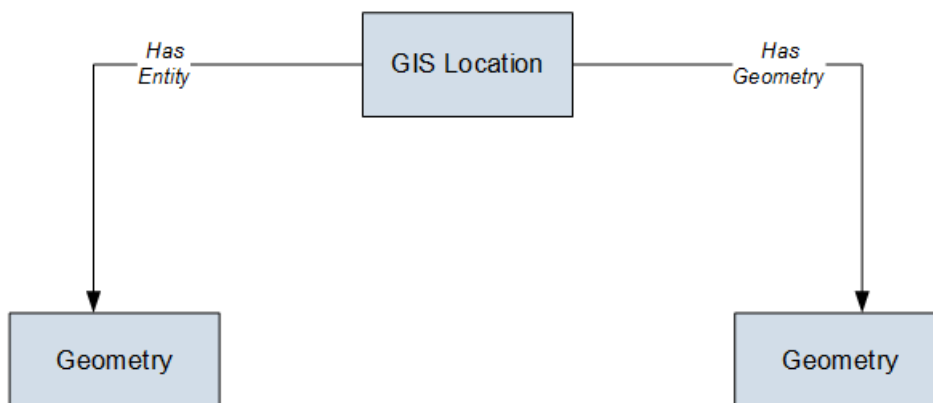 Has
Entity
GIS Location
Has
Geometry
Geometry
Geometry